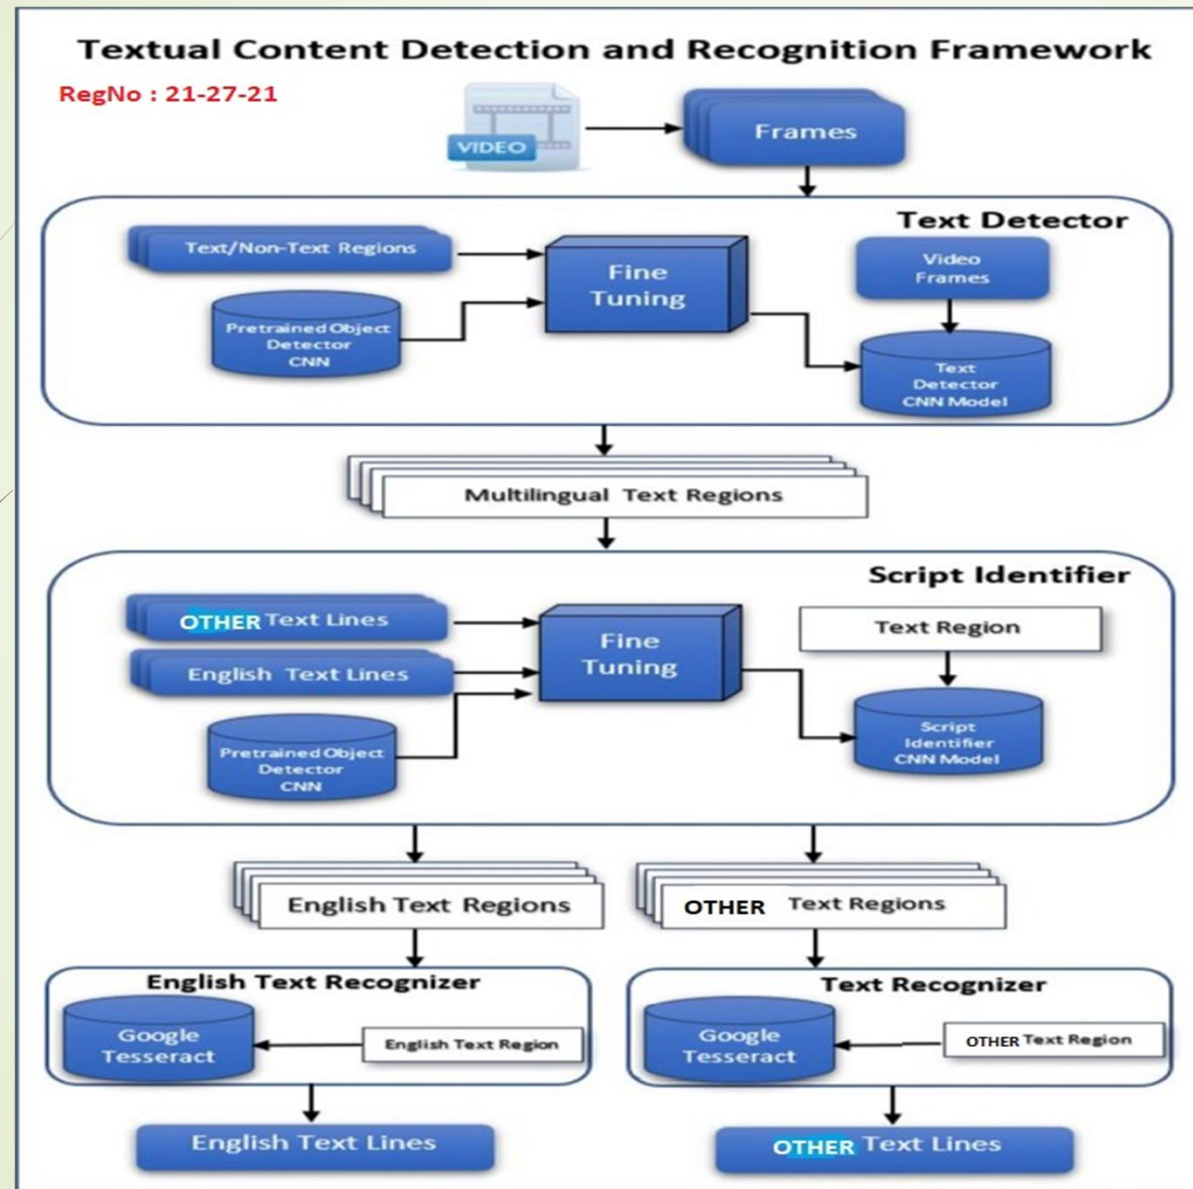 Textual Content Detection and Recognition Framework
RegNo : 21-27-21
VIDEO
Frames
Text Detector
Text/Non-Text Regions
Pretrained Object
Detector
CNN
Fine
Tuning
Video
Frames
Text
Detector
CNN Model
Multilingual Text Regions
Script Identifier
OTHER Text Lines
English Text Lines
Pretrained Object
Detector
CNN
Fine
Tuning
Text Region
Script
Identifier
CNN Model
English Text Regions
OTHER Text Regions
English Text Recognizer
Google
Tesseract
English Text Region
Text Recognizer
Google
Tesseract
OTHER Text Region
English Text Lines
OTHER Text Lines